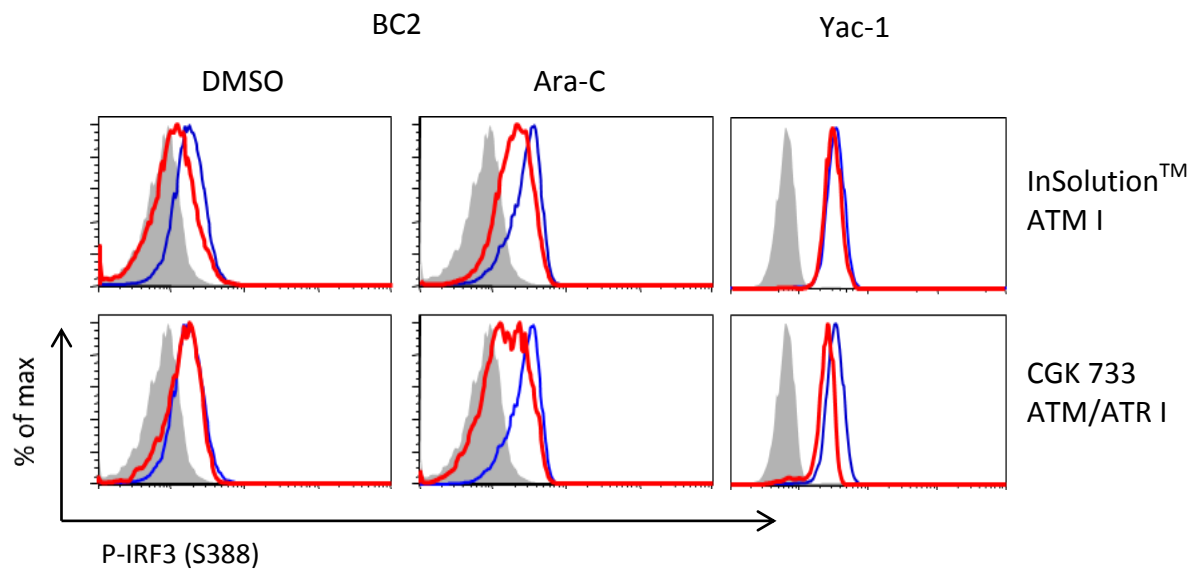 BC2
Yac-1
DMSO
Ara-C
InSolution™
ATM I
CGK 733
ATM/ATR I
% of max
P-IRF3 (S388)